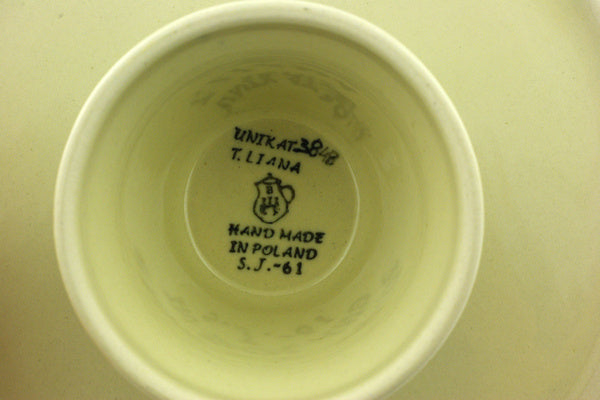 UNIKAT 3848
T. LIANA
B
HAND MADE
IN POLAND
S.J.-61